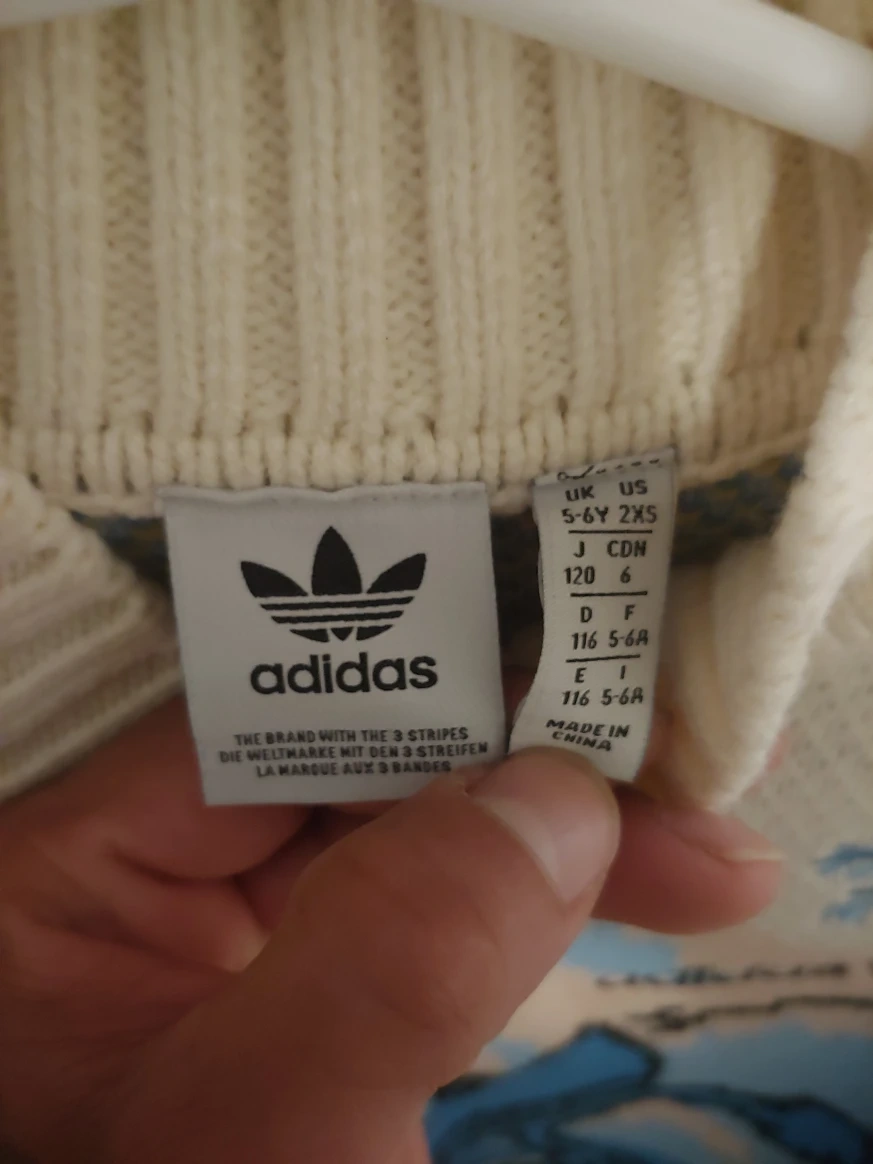 adidas
THE BRAND WITH THE 3 STRIPES
DIE WELTMARKE MIT DEN 3 STREIFEN
LA MARQUE AUX 3 BANDES
UK US
5-6Y 2XS
J CDN
120 6
D F
116 5-6A
E I
116 5-6A
MADE IN
CHINA